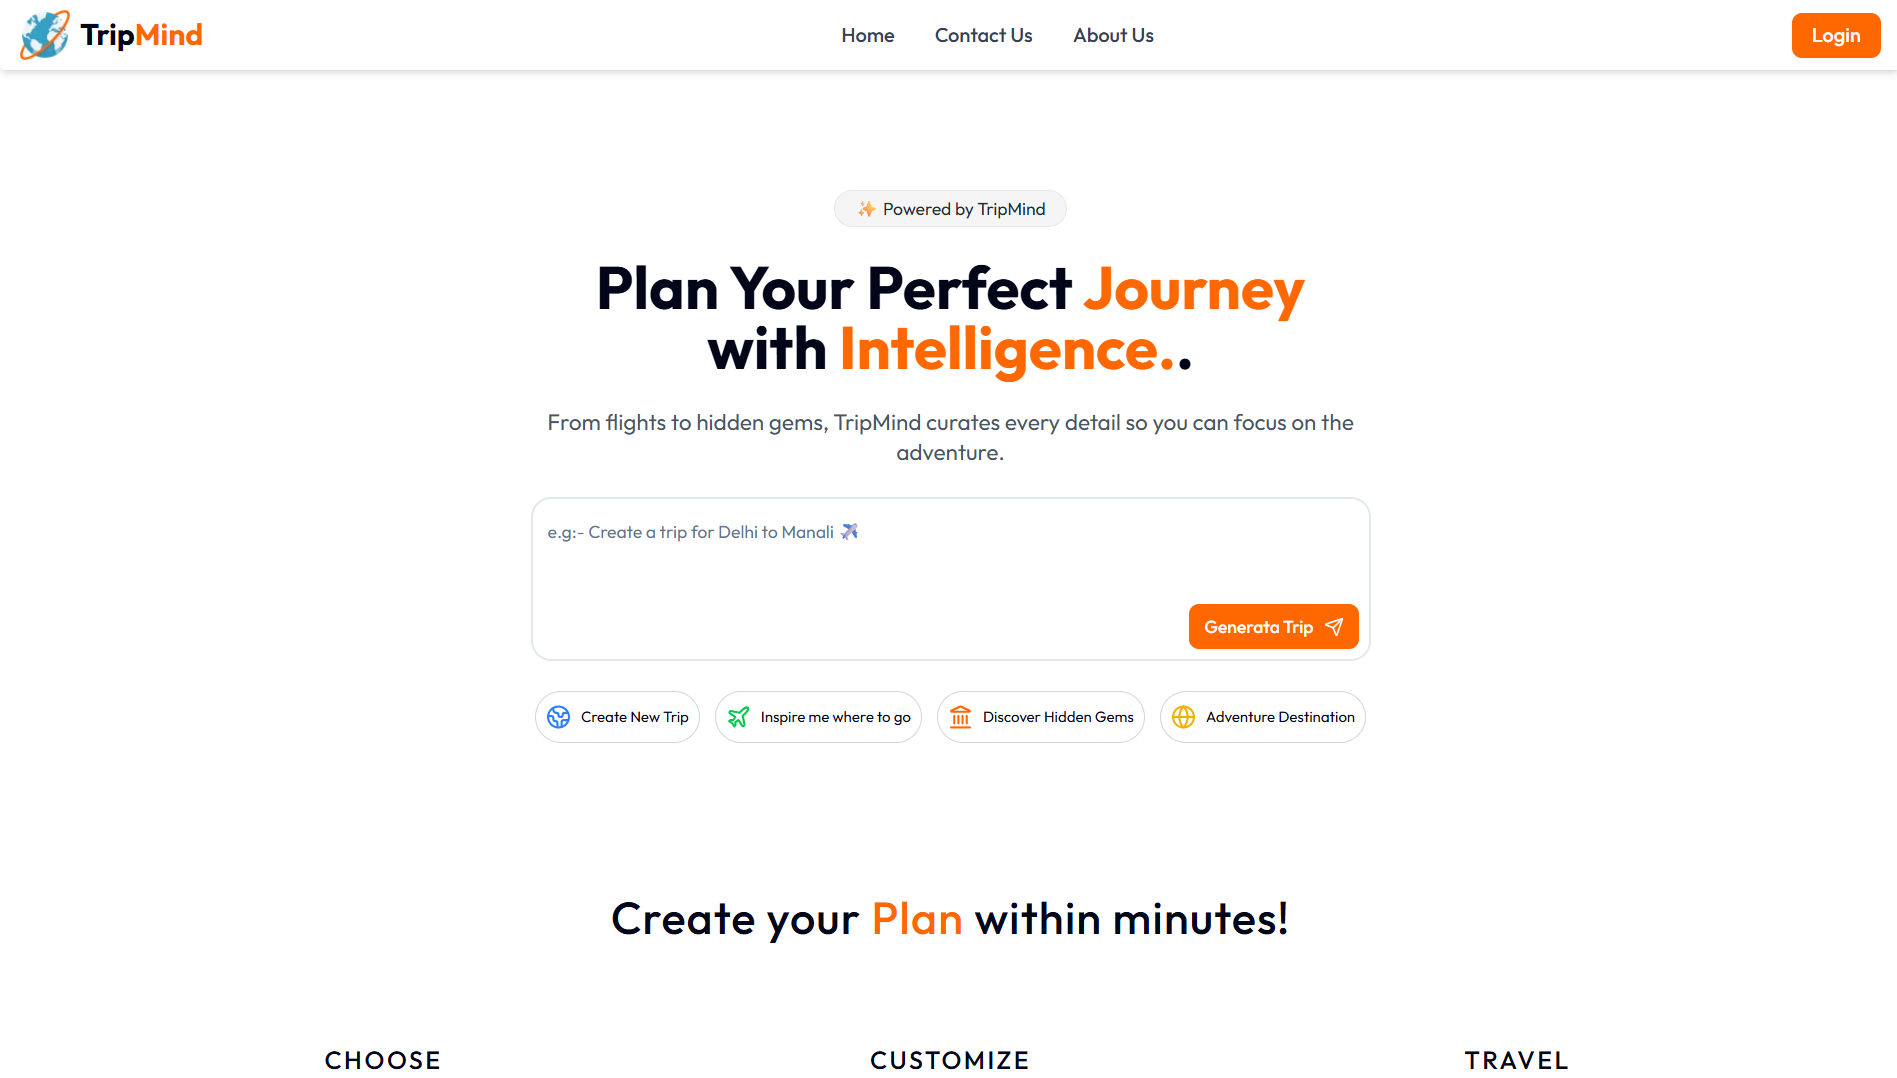 TripMind
Home
Contact Us
About Us
Login
✨ Powered by TripMind
Plan Your Perfect Journey
with Intelligence..
From flights to hidden gems, TripMind curates every detail so you can focus on the
adventure.
e.g:- Create a trip for Delhi to Manali ✈️
Generata Trip
Create New Trip
Inspire me where to go
Discover Hidden Gems
Adventure Destination
Create your Plan within minutes!
CHOOSE
CUSTOMIZE
TRAVEL